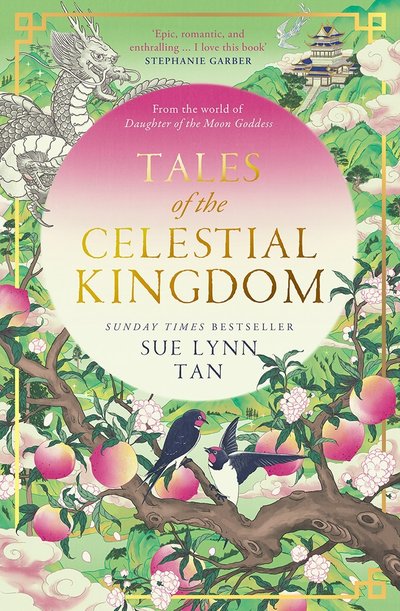 'Epic, romantic, and
enthralling ... I love this book'
STEPHANIE GARBER
From the world of
Daughter of the Moon Goddess
TALES
of the
CELESTIAL
KINGDOM
SUNDAY TIMES BESTSELLER
SUE LYNN
TAN